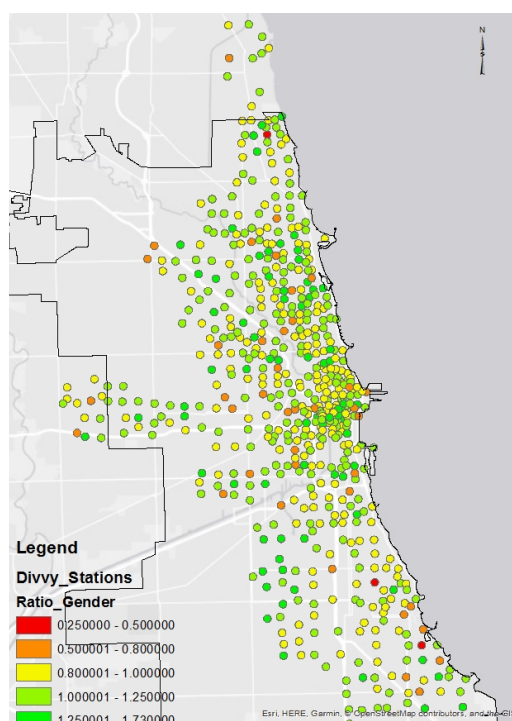 N
Legend
Divvy_Stations
Ratio_Gender
0.250000 - 0.500000
0.500001 - 0.800000
0.800001 - 1.000000
1.000001 - 1.250000
1.250001 - 1.730000
Esri, HERE, Garmin, © OpenStreetMap contributors, and the GIS